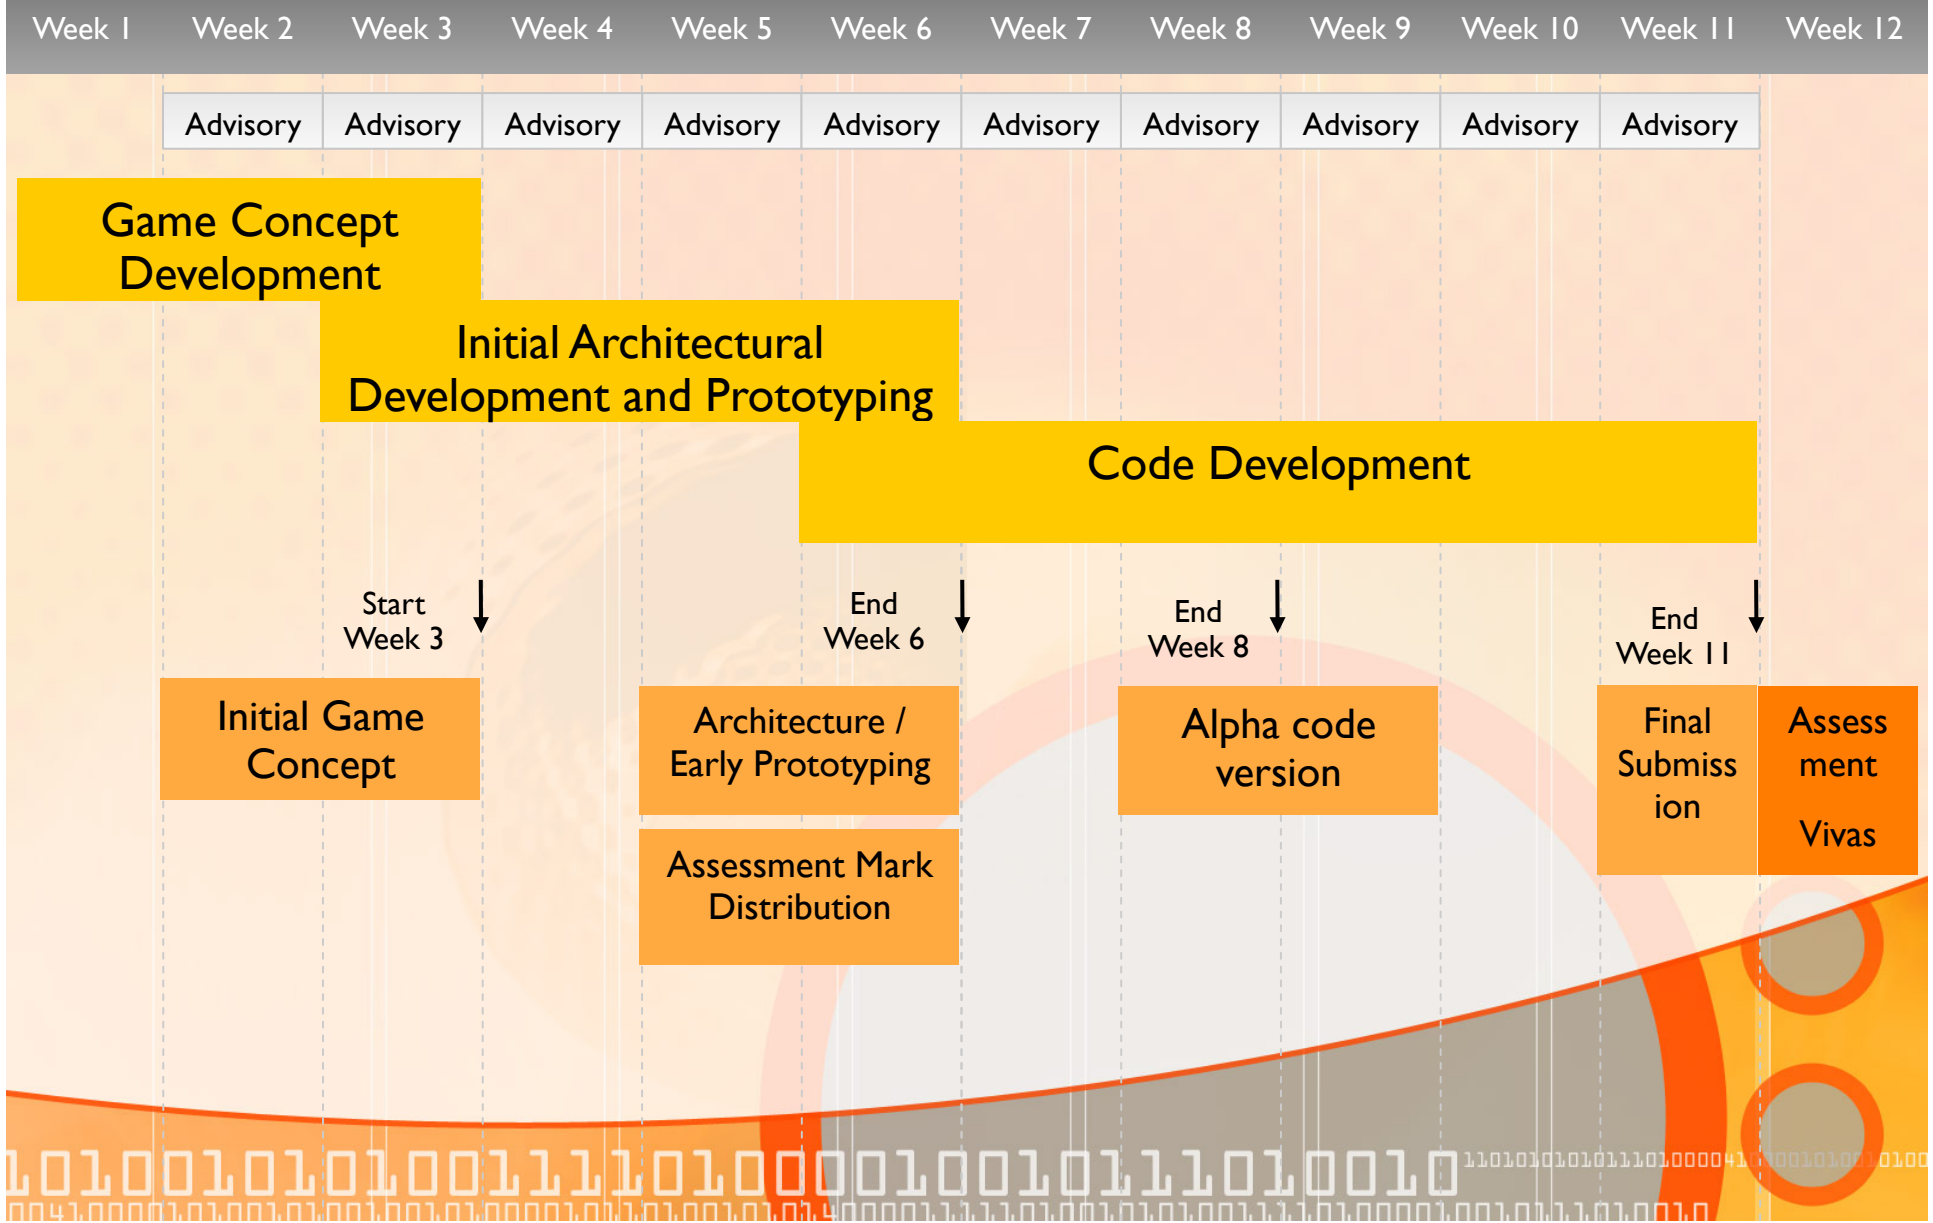 Week 1 Week 2 Week 3 Week 4 Week 5 Week 6 Week 7 Week 8 Week 9 Week 10 Week 11 Week 12
Advisory Advisory Advisory Advisory Advisory Advisory Advisory Advisory Advisory Advisory
Game Concept
Development
Initial Architectural
Development and Prototyping
Code Development
Start
Week 3
End
Week 6
End
Week 8
End
Week 11
Initial Game
Concept
Architecture /
Early Prototyping
Assessment Mark
Distribution
Alpha code
version
Final
Submiss
ion
Assess
ment
Vivas